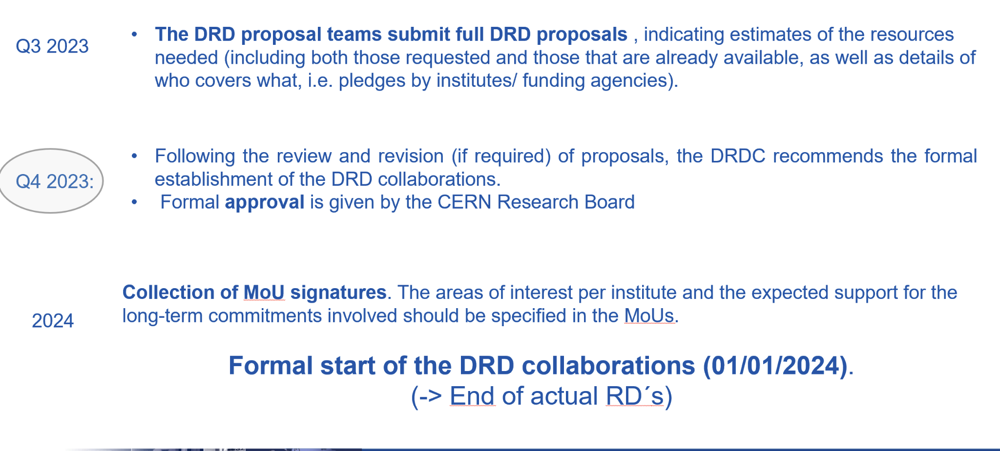 Q3 2023
• The DRD proposal teams submit full DRD proposals , indicating estimates of the resources
needed (including both those requested and those that are already available, as well as details of
who covers what, i.e. pledges by institutes/ funding agencies).
Q4 2023:
• Following the review and revision (if required) of proposals, the DRDC recommends the formal
establishment of the DRD collaborations.
• Formal approval is given by the CERN Research Board
2024
Collection of MoU signatures. The areas of interest per institute and the expected support for the
long-term commitments involved should be specified in the MoUs.
Formal start of the DRD collaborations (01/01/2024).
(-> End of actual RD´s)